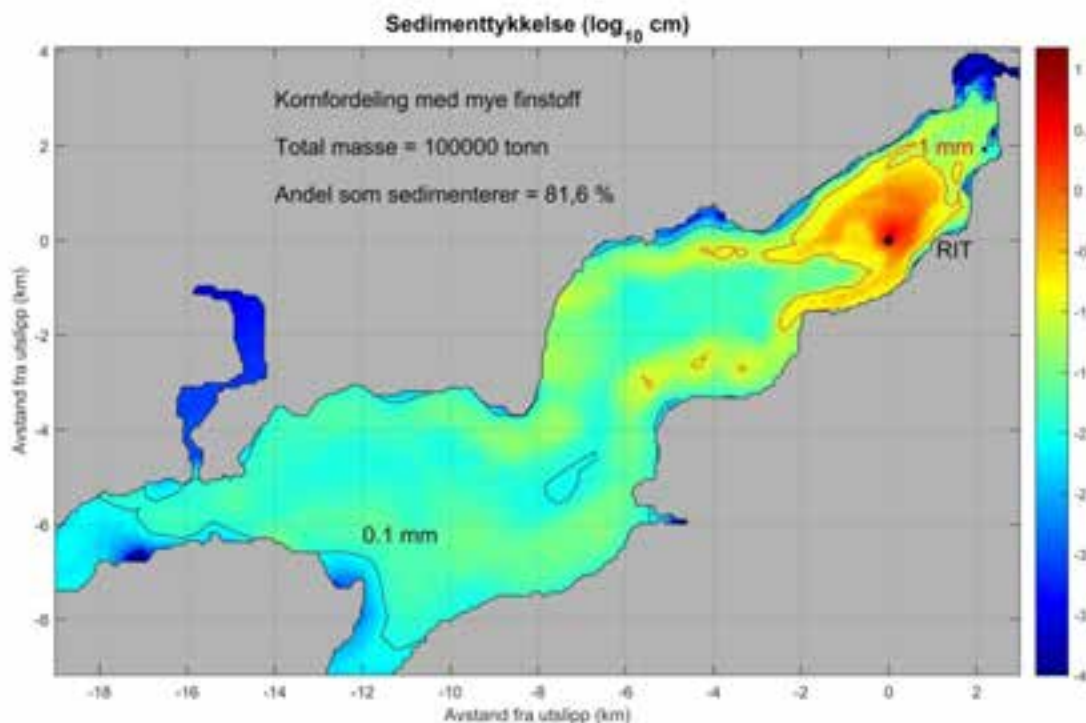 Sedimenttykkelse (log10 cm)
Kornfordeling med mye finstoff
Total masse = 100000 tonn
Andel som sedimenterer = 81,6 %
1 mm
RIT
0.1 mm
4
2
0
-2
-4
-6
-8
Avstand fra utslipp (km)
-18 -16 -14 -12 -10 -8 -6 -4 -2 0 2
Avstand fra utslipp (km)
1
0